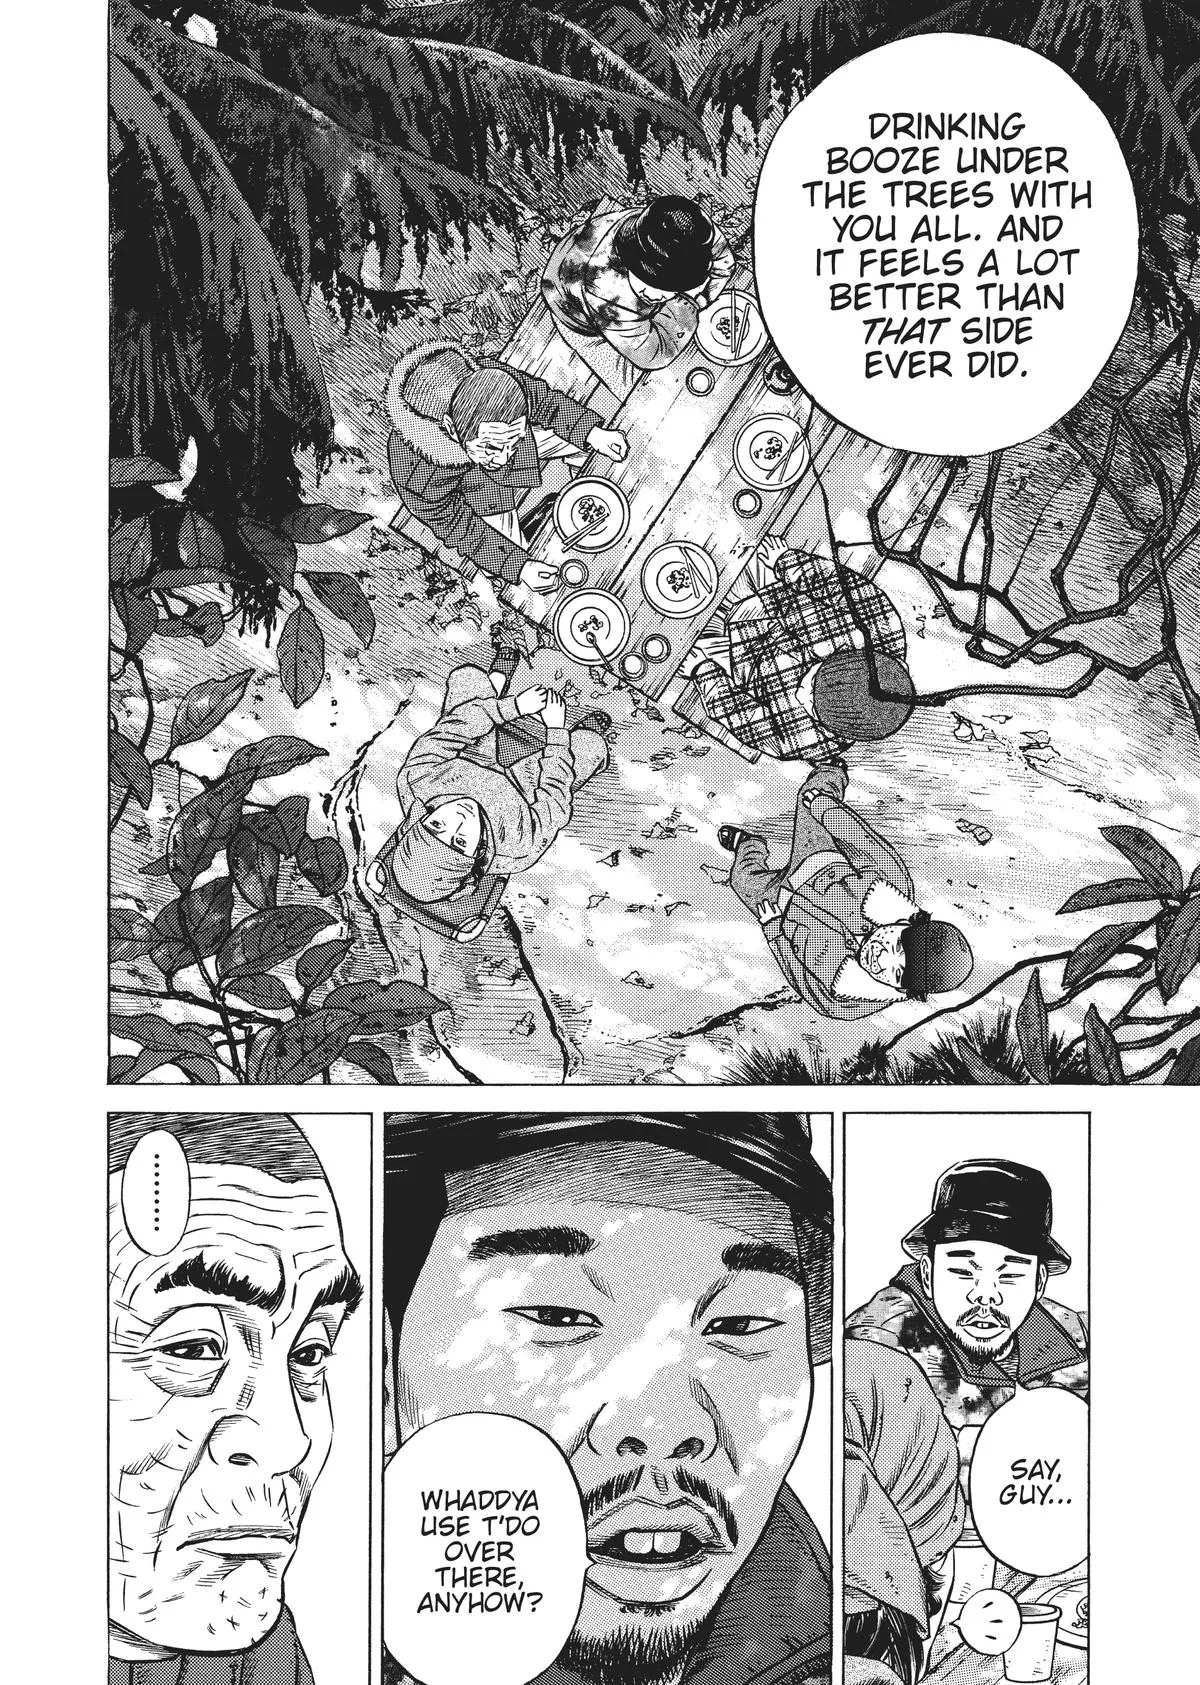 DRINKING
BOOZE UNDER
THE TREES WITH
YOU ALL. AND
IT FEELS A LOT
BETTER THAN
THAT SIDE
EVER DID.
SAY,
GUY...
WHADDYA
USE T'DO
OVER
THERE,
ANYHOW?
.........